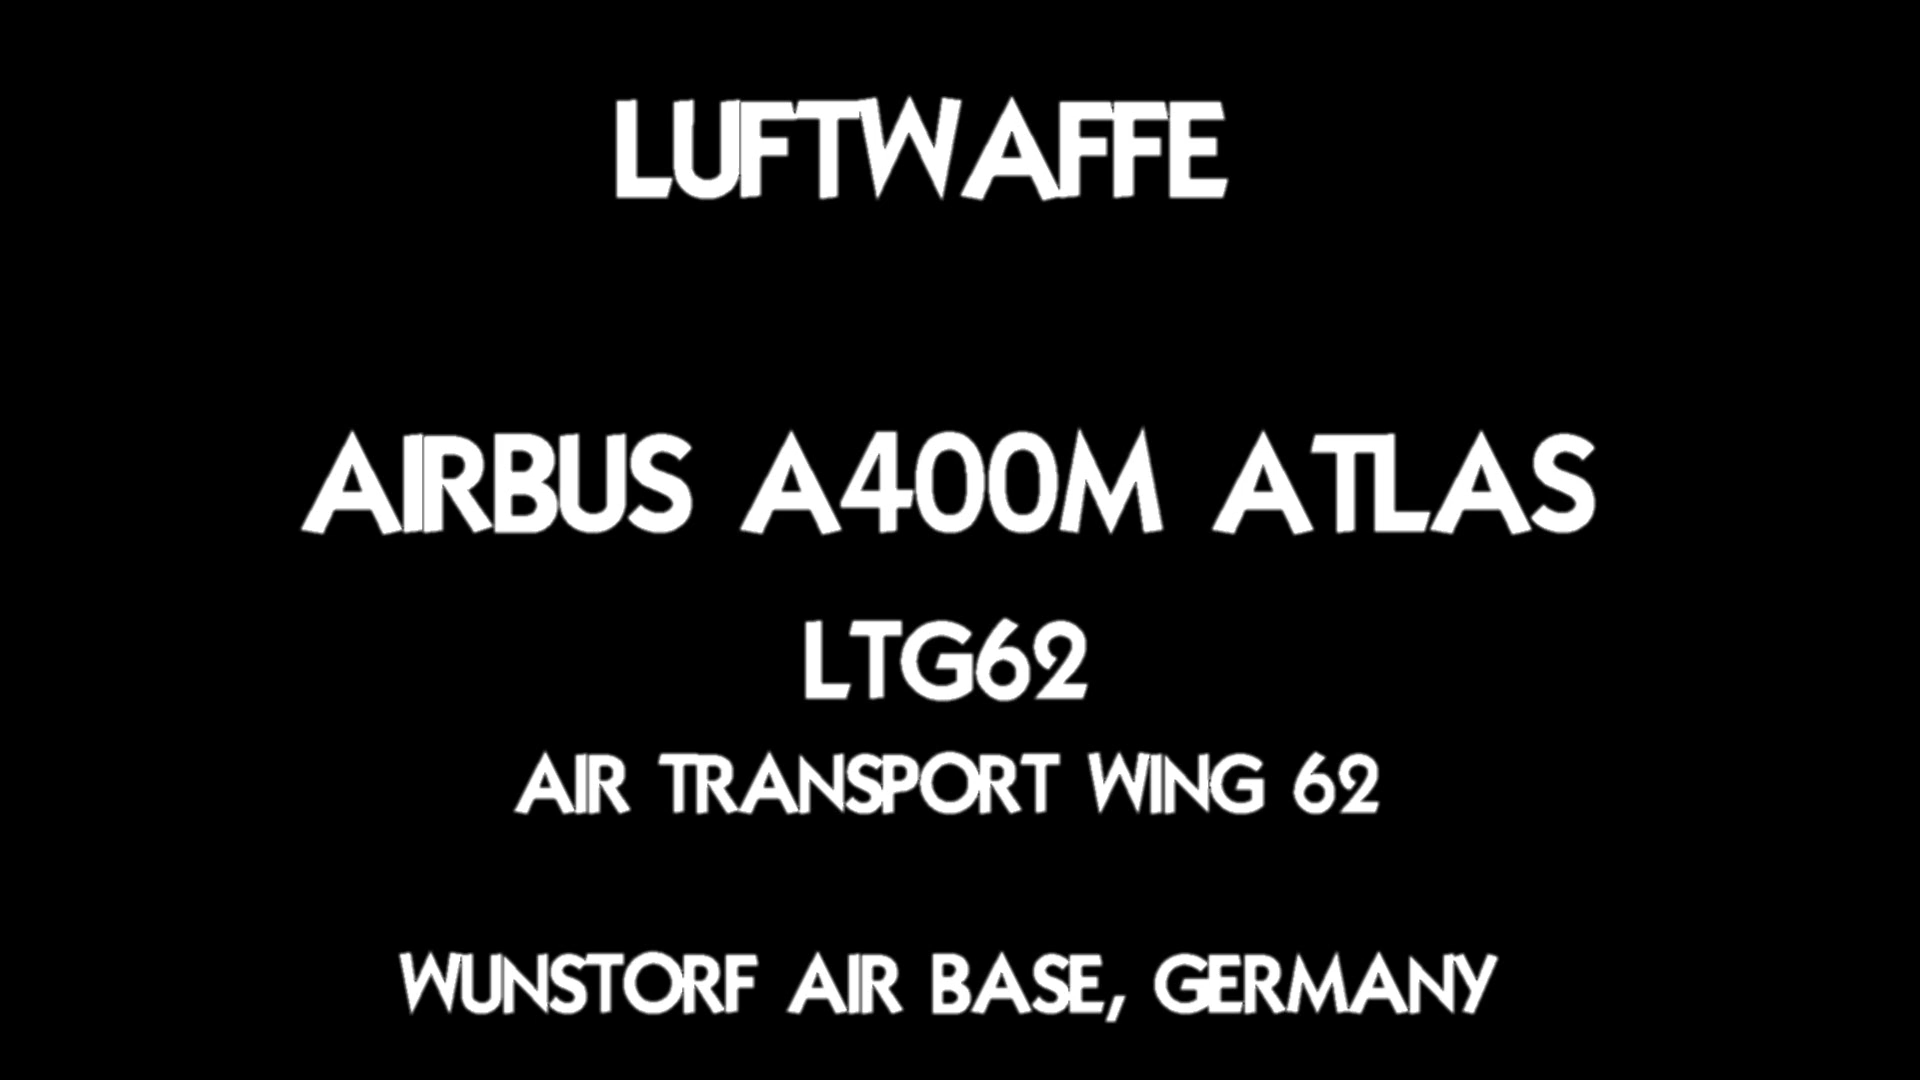 LUFTWAFFE
AIRBUS A400M ATLAS
LTG62
AIR TRANSPORT WING 62
WUNSTORF AIR BASE, GERMANY